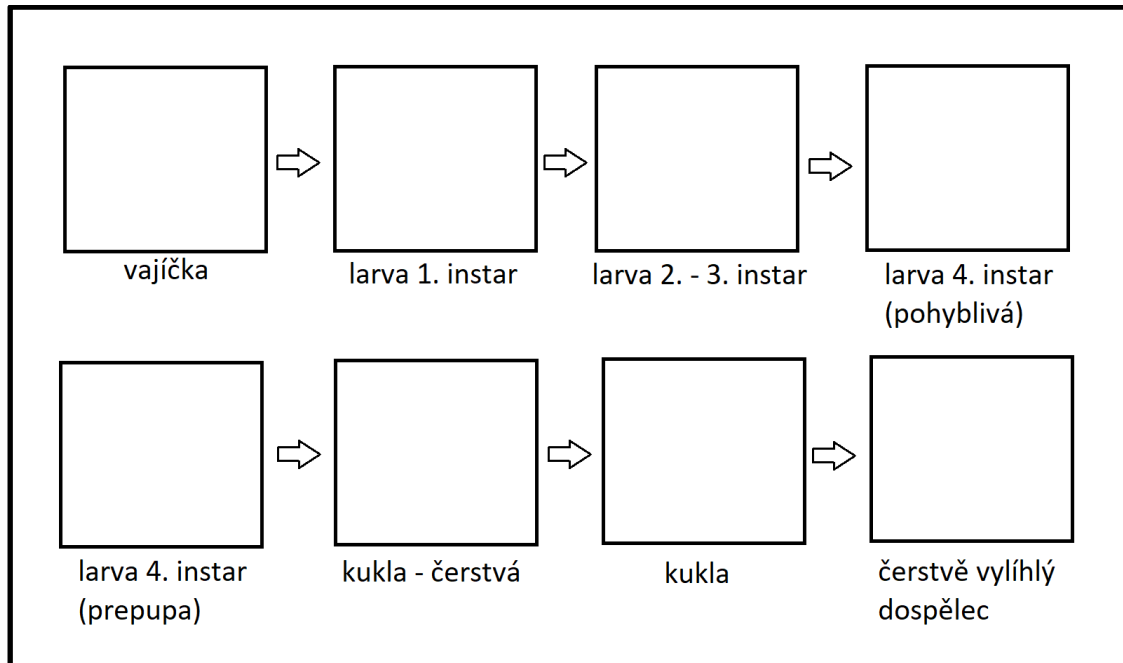 vajíčka
larva 1. instar
larva 2. - 3. instar
larva 4. instar
(pohyblivá)
larva 4. instar
(prepupa)
kukla - čerstvá
kukla
čerstvě vylíhlý
dospělec